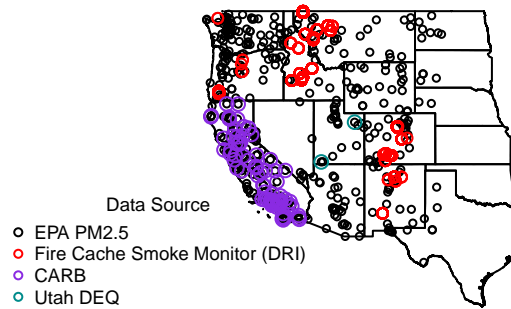 Data Source
EPA PM2.5
Fire Cache Smoke Monitor (DRI)
CARB
Utah DEQ